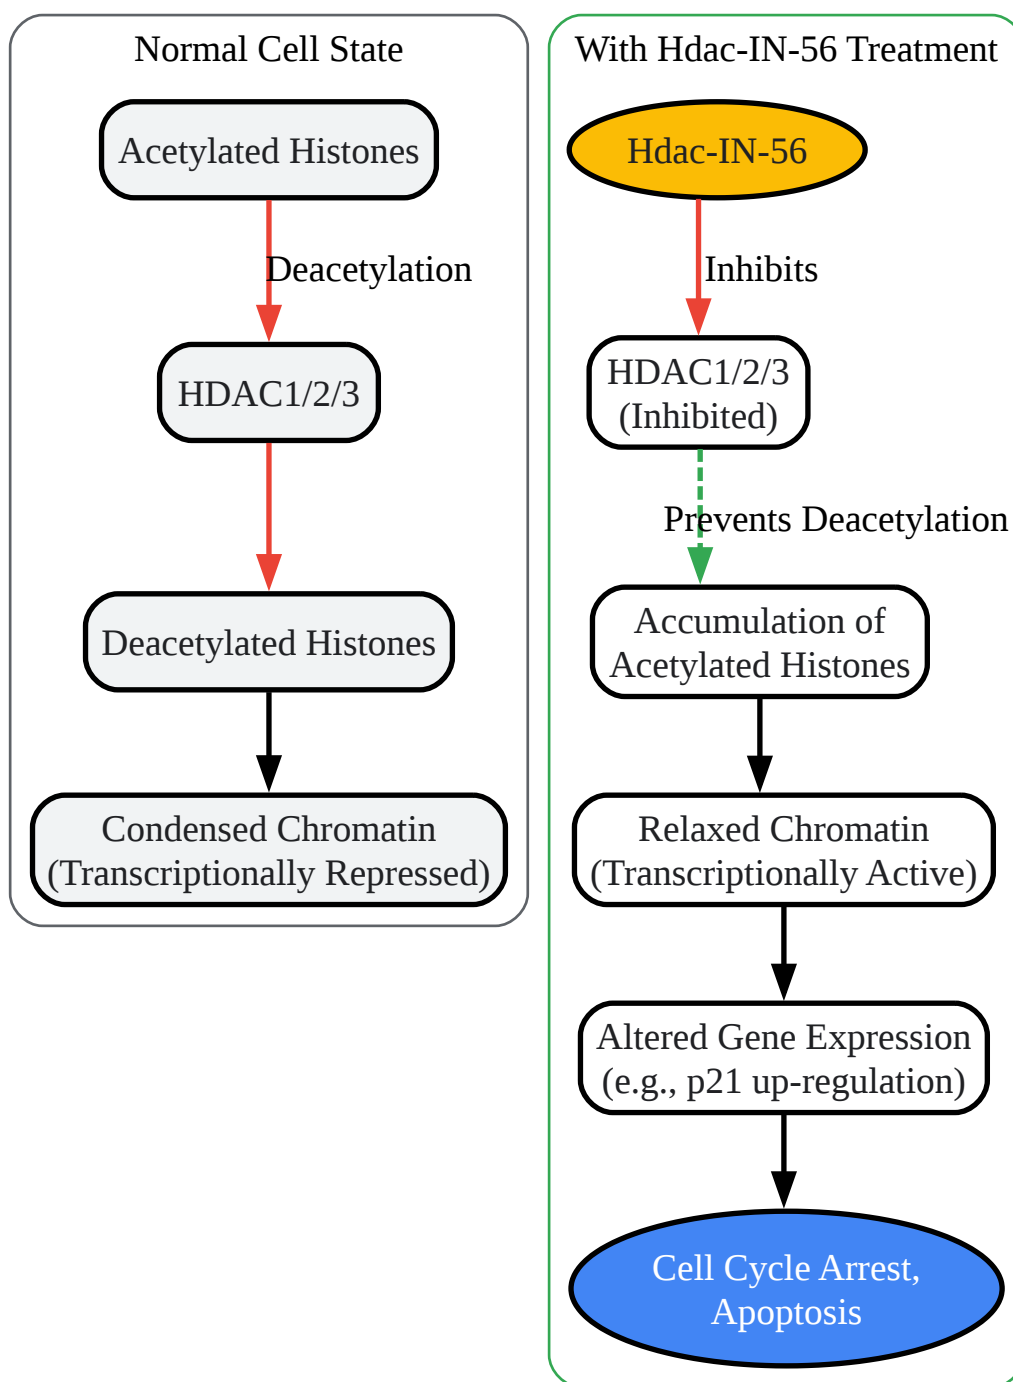 Normal Cell State
Acetylated Histones
Deacetylation
HDAC1/2/3
Deacetylated Histones
Condensed Chromatin
(Transcriptionally Repressed)
With Hdac-IN-56 Treatment
Hdac-IN-56
Inhibits
HDAC1/2/3
(Inhibited)
Prevents Deacetylation
Accumulation of
Acetylated Histones
Relaxed Chromatin
(Transcriptionally Active)
Altered Gene Expression
(e.g., p21 up-regulation)
Cell Cycle Arrest,
Apoptosis